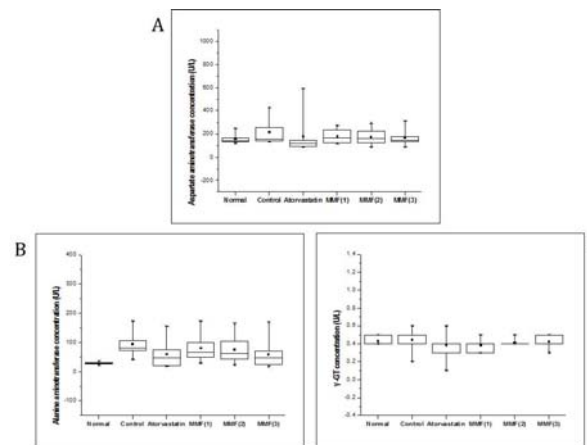 A
Aspartate aminotransferase concentration (U/L)
1000
800
600
400
200
0
-200
Normal Control Atorvastatin MMF(1) MMF(2) MMF(3)
B
Alanine aminotransferase concentration (U/L)
400
300
200
100
0
-100
Normal Control Atorvastatin MMF(1) MMF(2) MMF(3)
Y-GT concentration (U/L)
1.4
1.2
1.0
0.8
0.6
0.4
0.2
0.0
-0.2
-0.4
Normal Control Atorvastatin MMF(1) MMF(2) MMF(3)